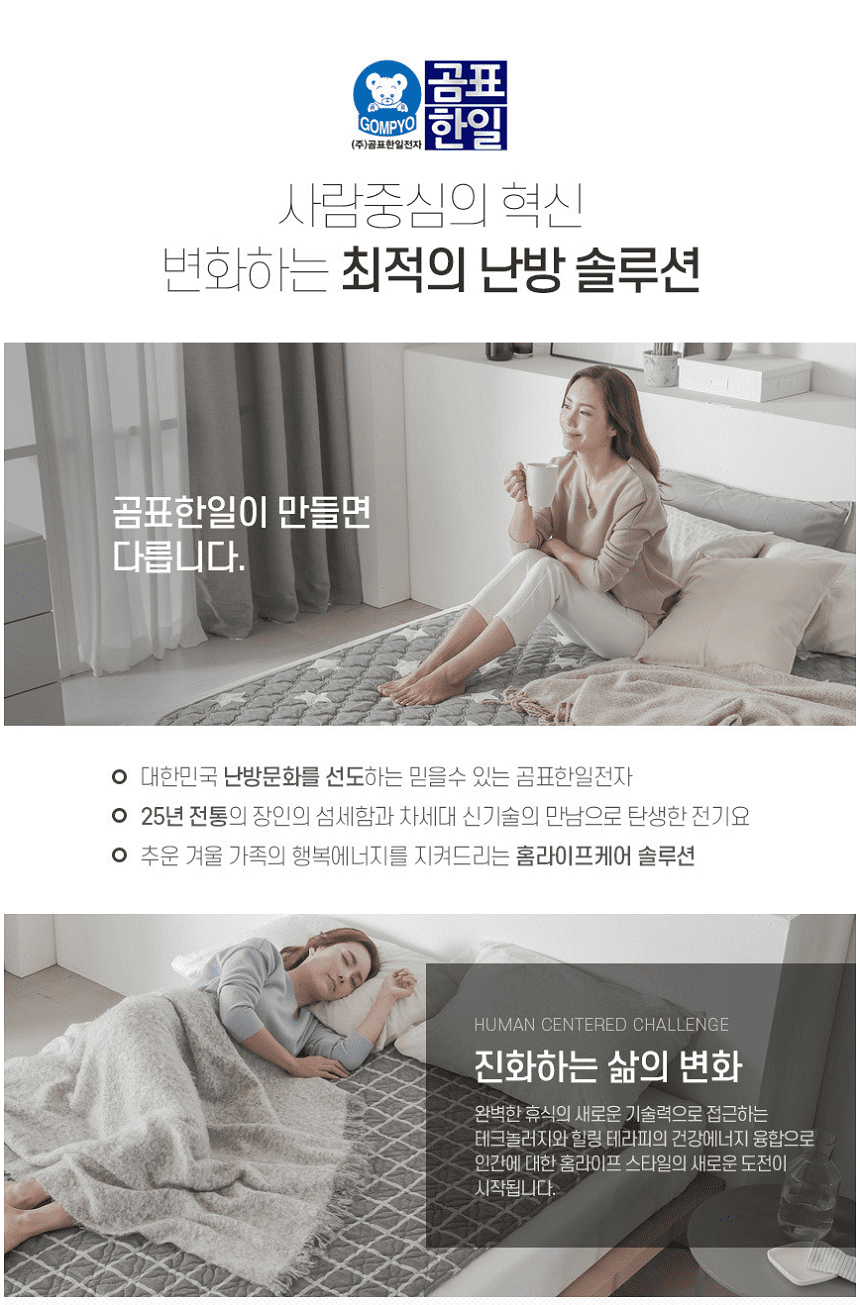 GOMPYO
(주)곰표한일전자
곰표
한일
사람중심의 혁신
변화하는 최적의 난방 솔루션
곰표한일이 만들면
다릅니다.
대한민국 난방문화를 선도하는 믿을수 있는 곰표한일전자
25년 전통의 장인의 섬세함과 차세대 신기술의 만남으로 탄생한 전기요
추운 겨울 가족의 행복에너지를 지켜드리는 홈라이프케어 솔루션
HUMAN CENTERED CHALLENGE
진화하는 삶의 변화
완벽한 휴식의 새로운 기술력으로 접근하는
테크놀러지와 힐링 테라피의 건강에너지 융합으로
인간에 대한 홈라이프 스타일의 새로운 도전이
시작됩니다.